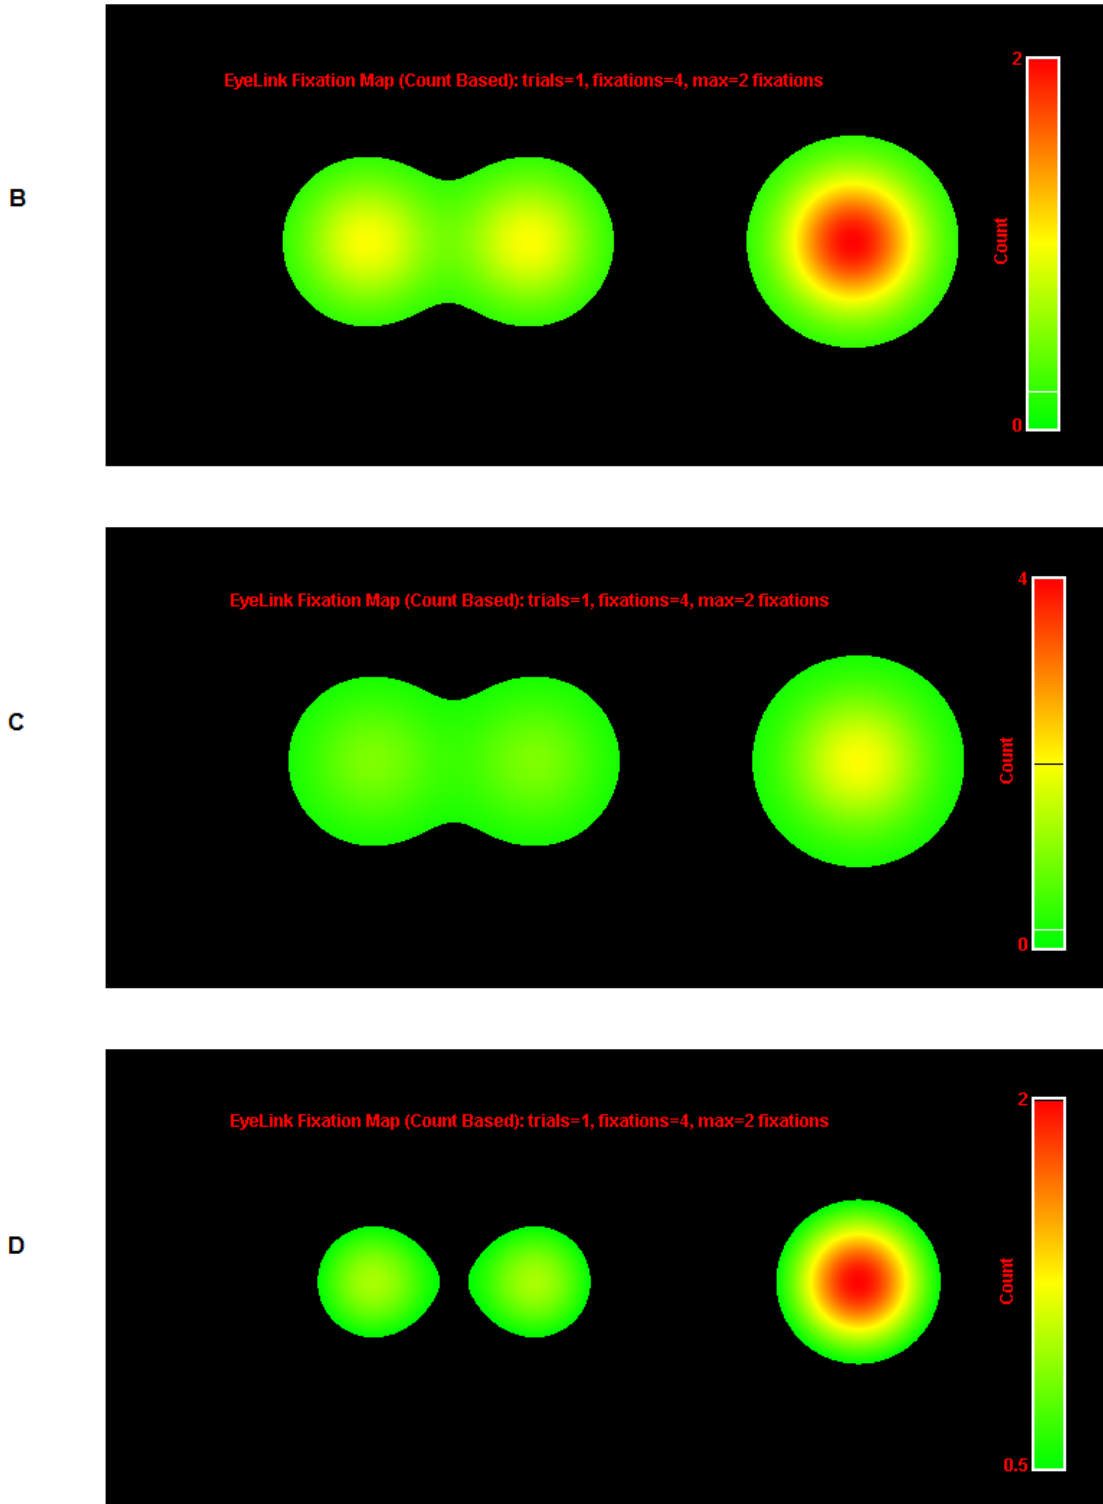 B
EyeLink Fixation Map (Count Based): trials=1, fixations=4, max=2 fixations
2
Count
0
C
EyeLink Fixation Map (Count Based): trials=1, fixations=4, max=2 fixations
4
Count
0
D
EyeLink Fixation Map (Count Based): trials=1, fixations=4, max=2 fixations
2
Count
0.5